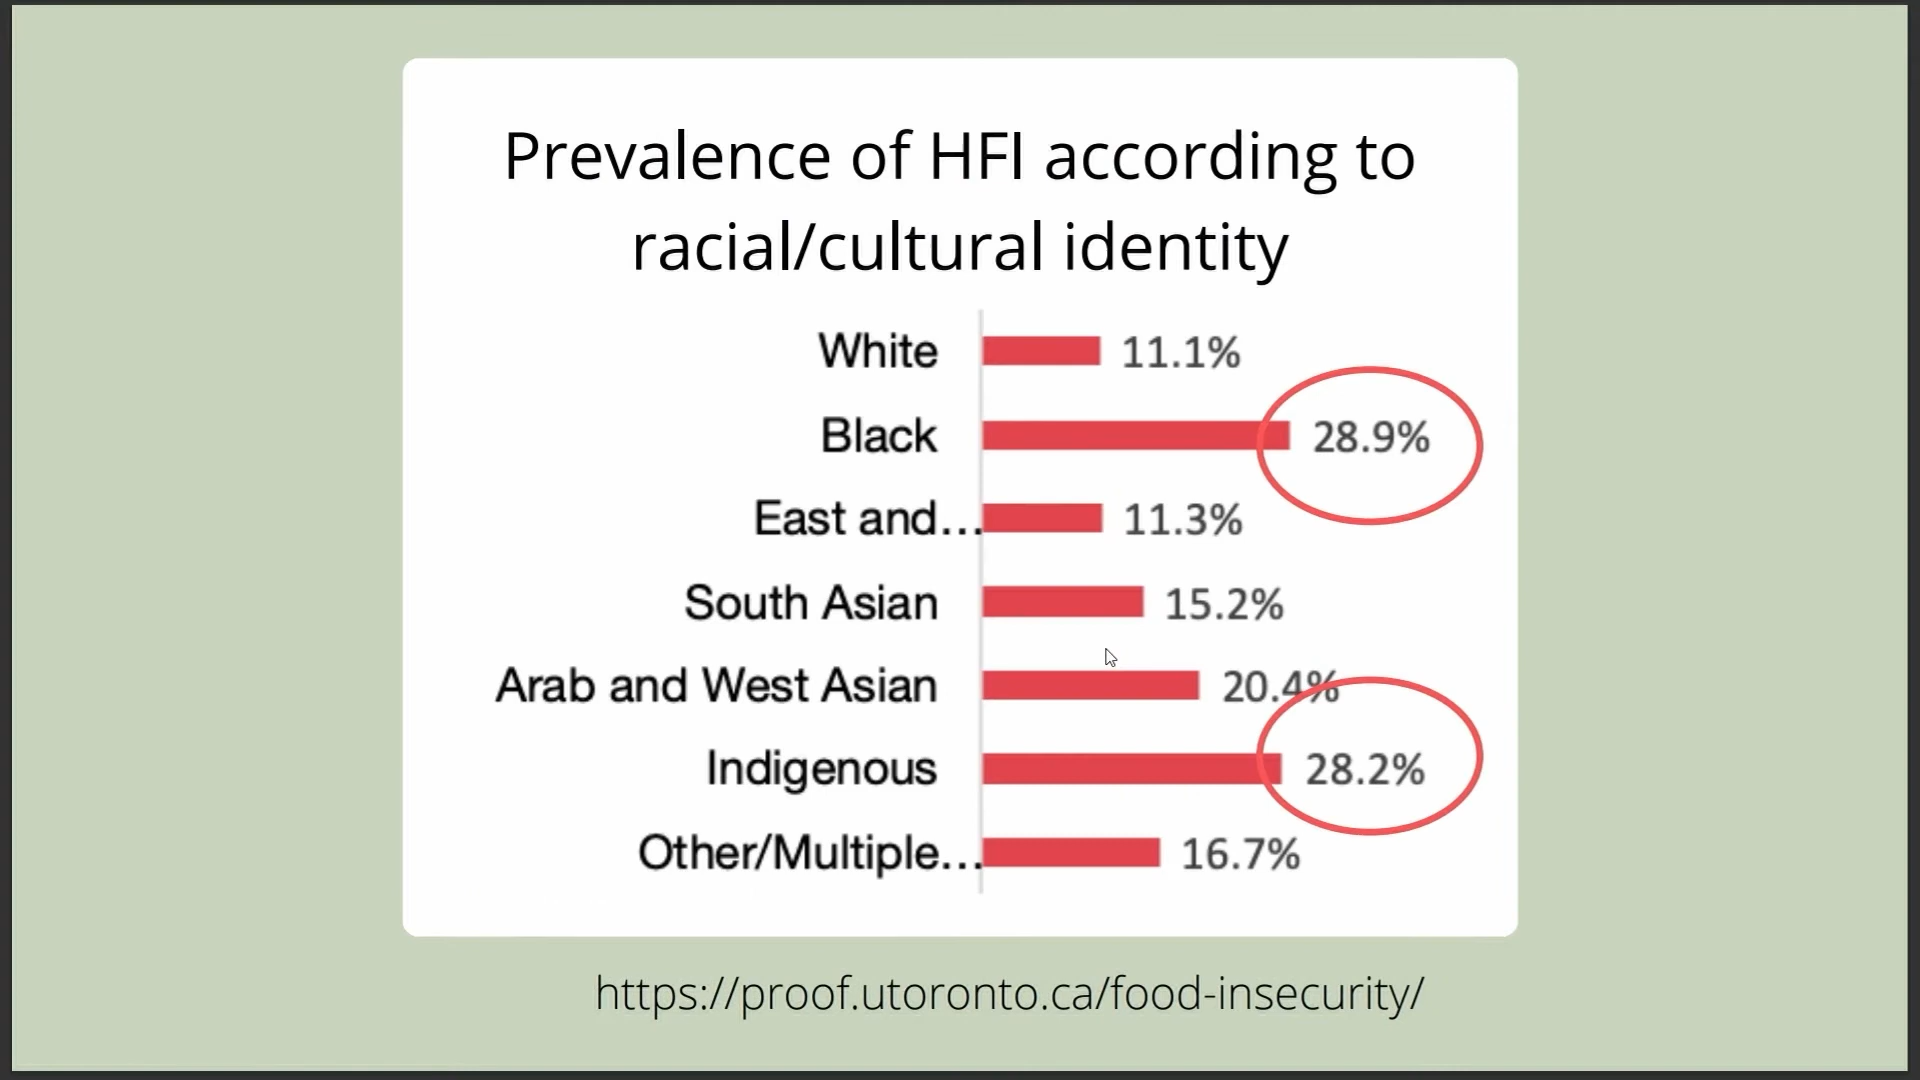 Prevalence of HFI according to
racial/cultural identity
White 11.1%
Black 28.9%
East and... 11.3%
South Asian 15.2%
Arab and West Asian 20.4%
Indigenous 28.2%
Other/Multiple... 16.7%
https://proof.utoronto.ca/food-insecurity/